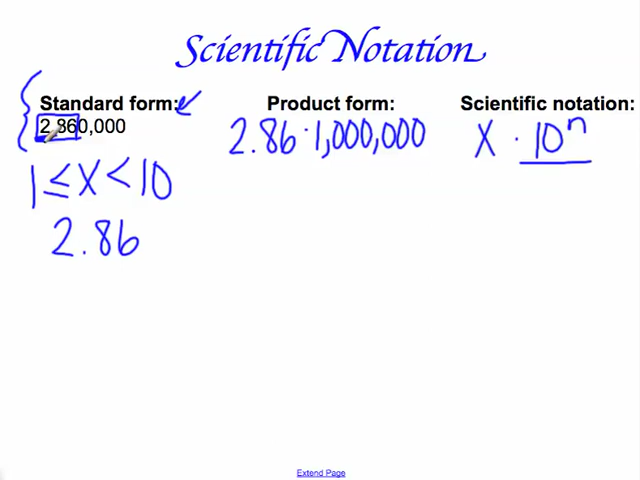 Scientific Notation
Standard form: Product form: Scientific notation:
2,860,000 2.86 · 1,000,000 x · 10ⁿ
1 ≤ x < 10
2.86
Extend Page